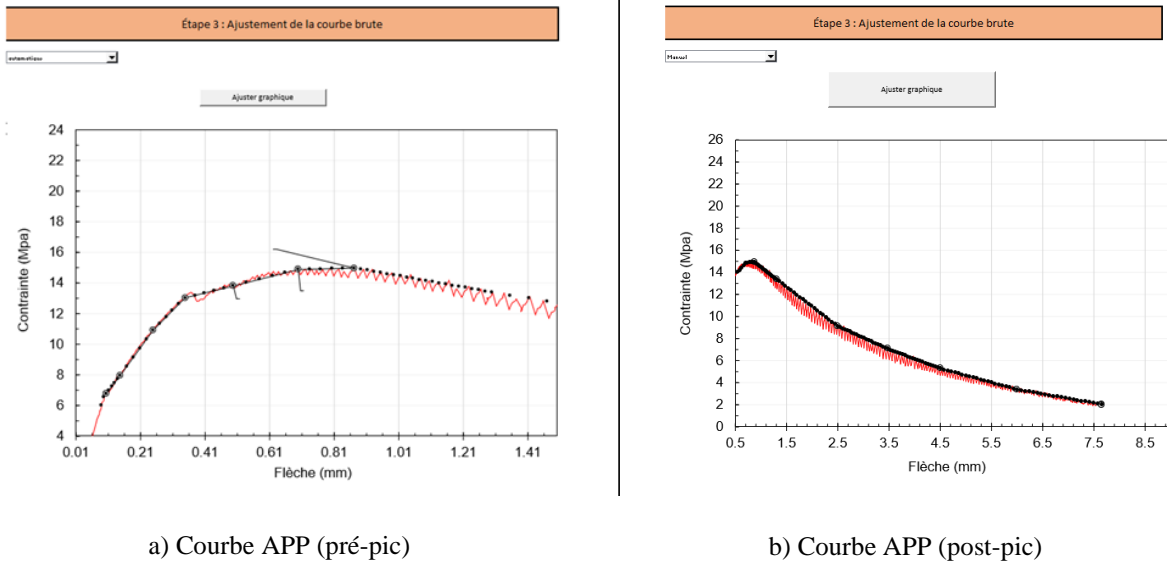 Étape 3 : Ajustement de la courbe brute
automatique
Ajuster graphique
24
22
20
18
16
14
12
10
8
6
4
Contrainte (Mpa)
0.01 0.21 0.41 0.61 0.81 1.01 1.21 1.41
Flèche (mm)
a) Courbe APP (pré-pic)
Étape 3 : Ajustement de la courbe brute
Manuel
Ajuster graphique
26
24
22
20
18
16
14
12
10
8
6
4
2
0
Contrainte (MPa)
0.5 1.5 2.5 3.5 4.5 5.5 6.5 7.5 8.5
Flèche (mm)
b) Courbe APP (post-pic)